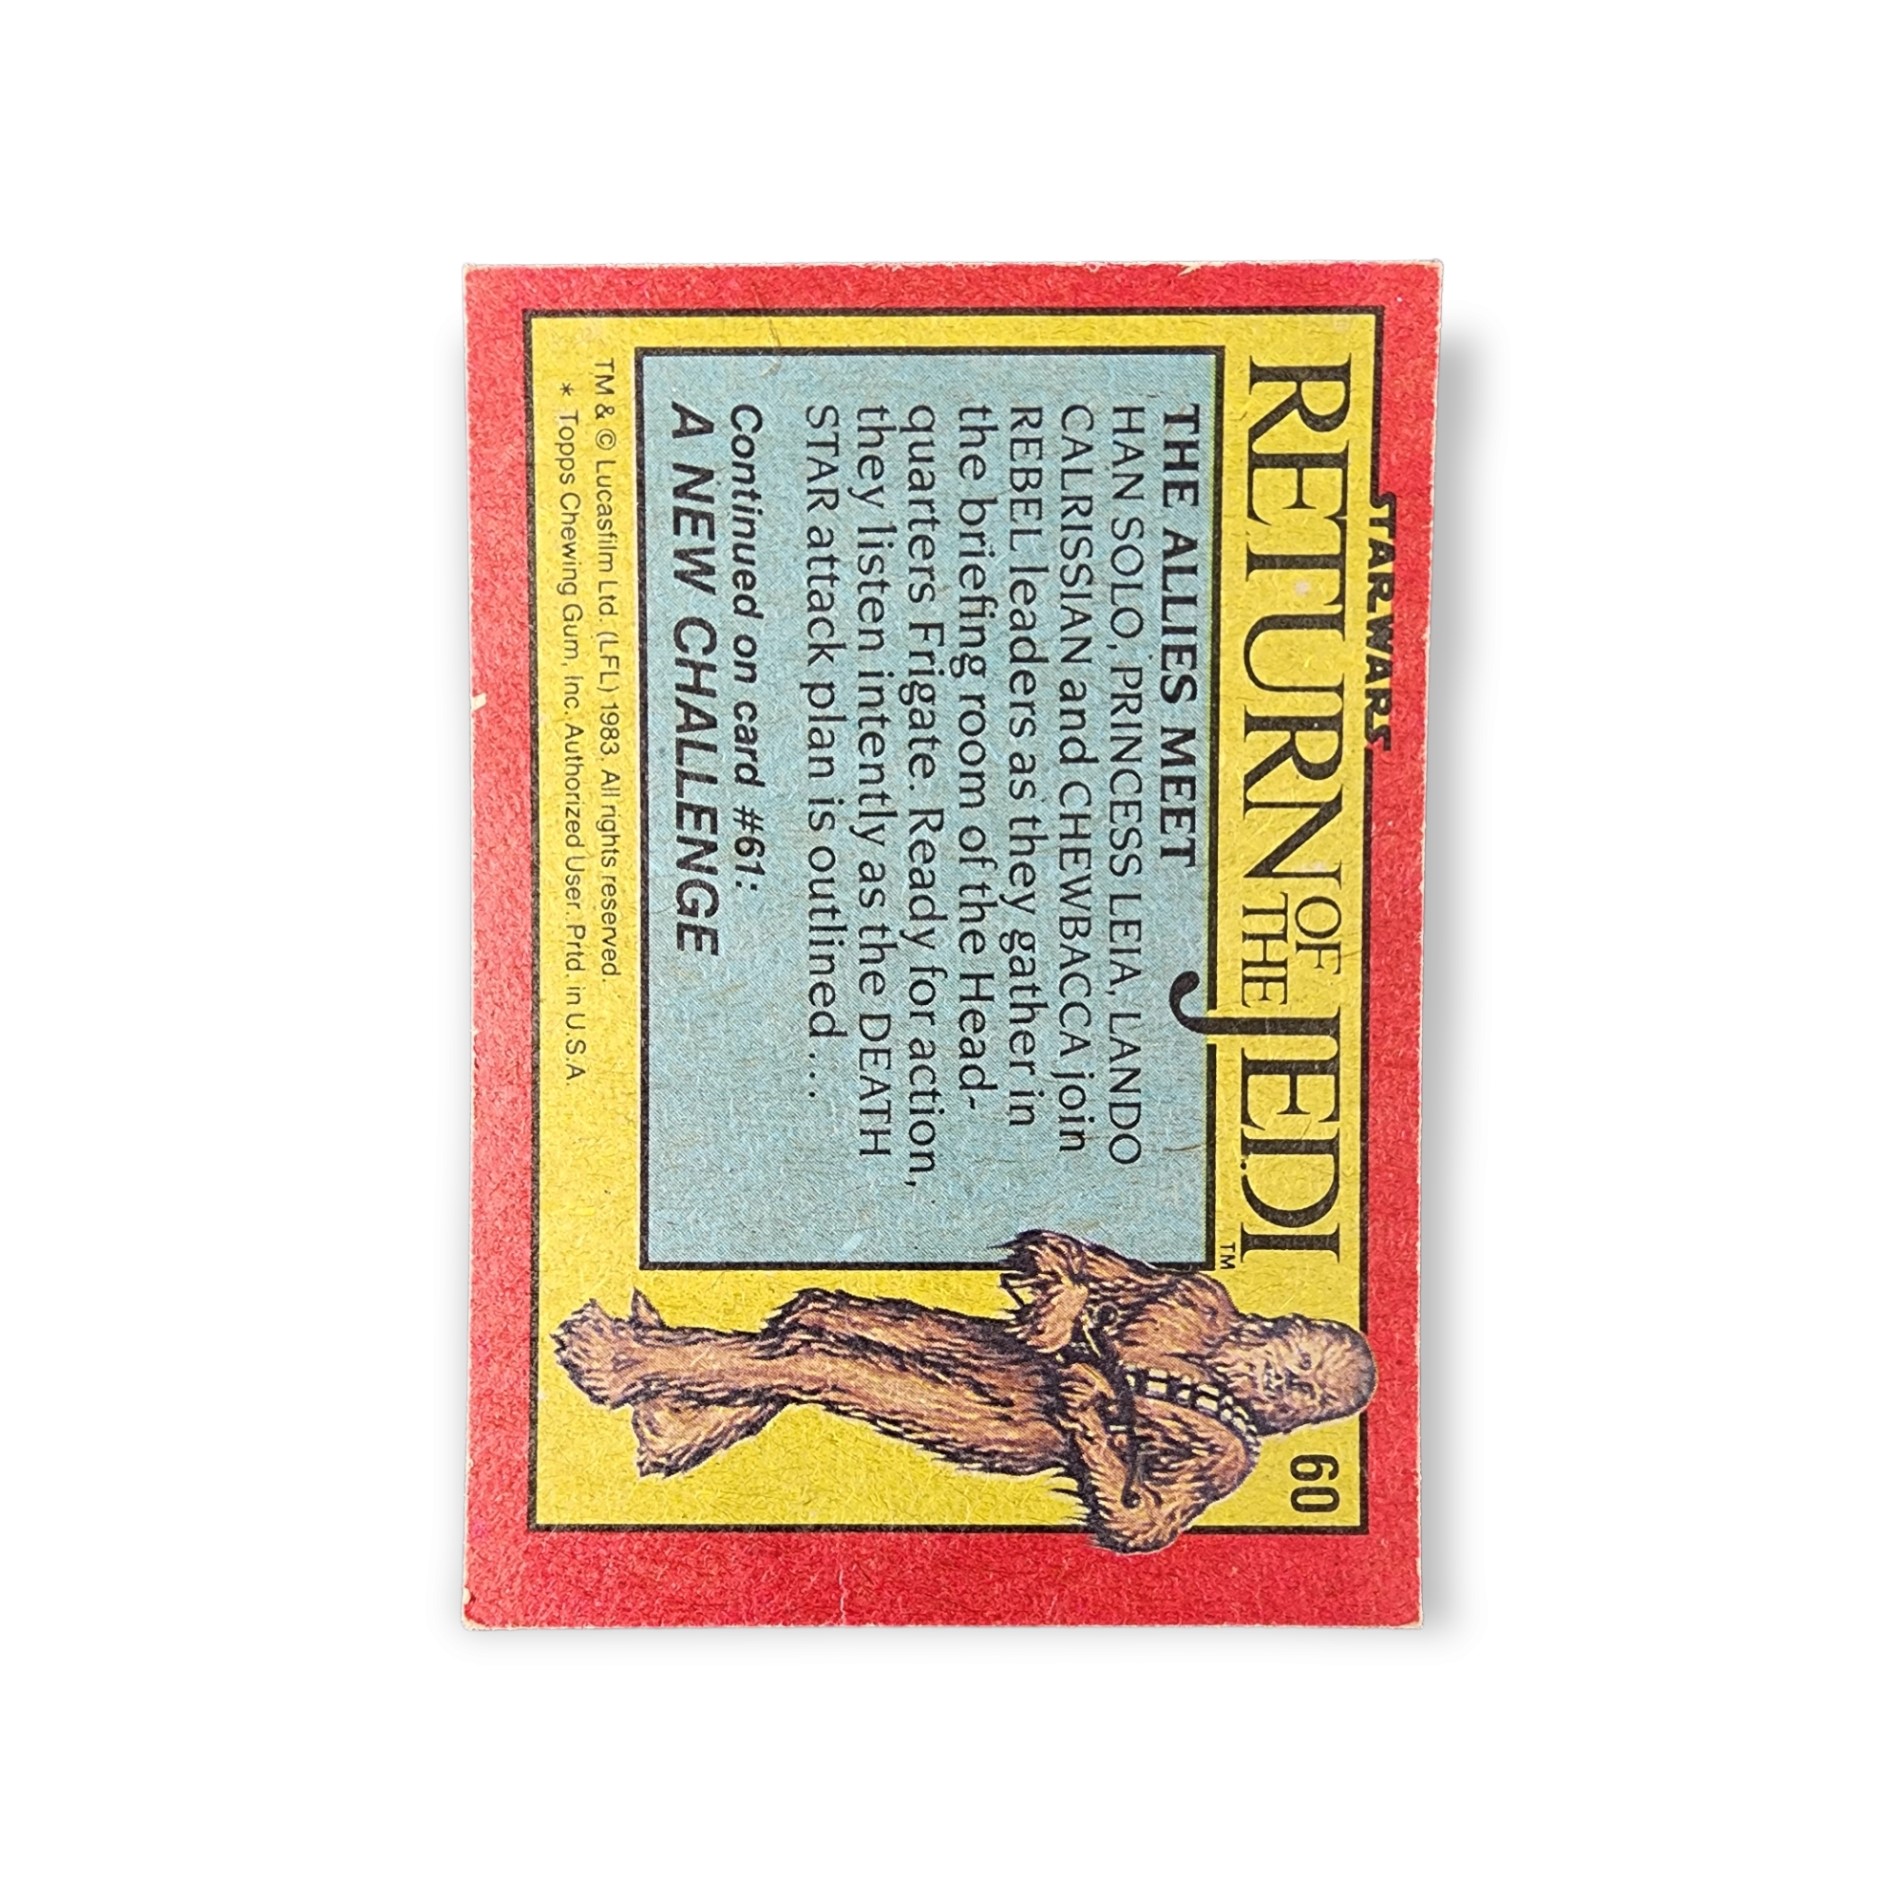 STAR WARS
RETURN OF THE JEDI TM
60
THE ALLIES MEET
HAN SOLO, PRINCESS LEIA, LANDO
CALRISSIAN and CHEWBACCA join
REBEL leaders as they gather in
the briefing room of the Head-
quarters Frigate. Ready for action,
they listen intently as the DEATH
STAR attack plan is outlined...
Continued on card #61:
A NEW CHALLENGE
TM & © Lucasfilm Ltd. (LFL) 1983. All rights reserved.
* Topps Chewing Gum, Inc. Authorized User. Prtd. in U.S.A.